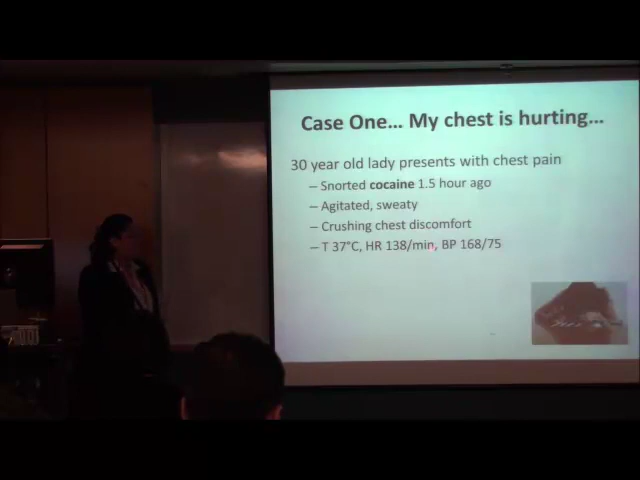 Case One... My chest is hurting...
30 year old lady presents with chest pain
– Snorted cocaine 1.5 hour ago
– Agitated, sweaty
– Crushing chest discomfort
– T 37°C, HR 138/min, BP 168/75